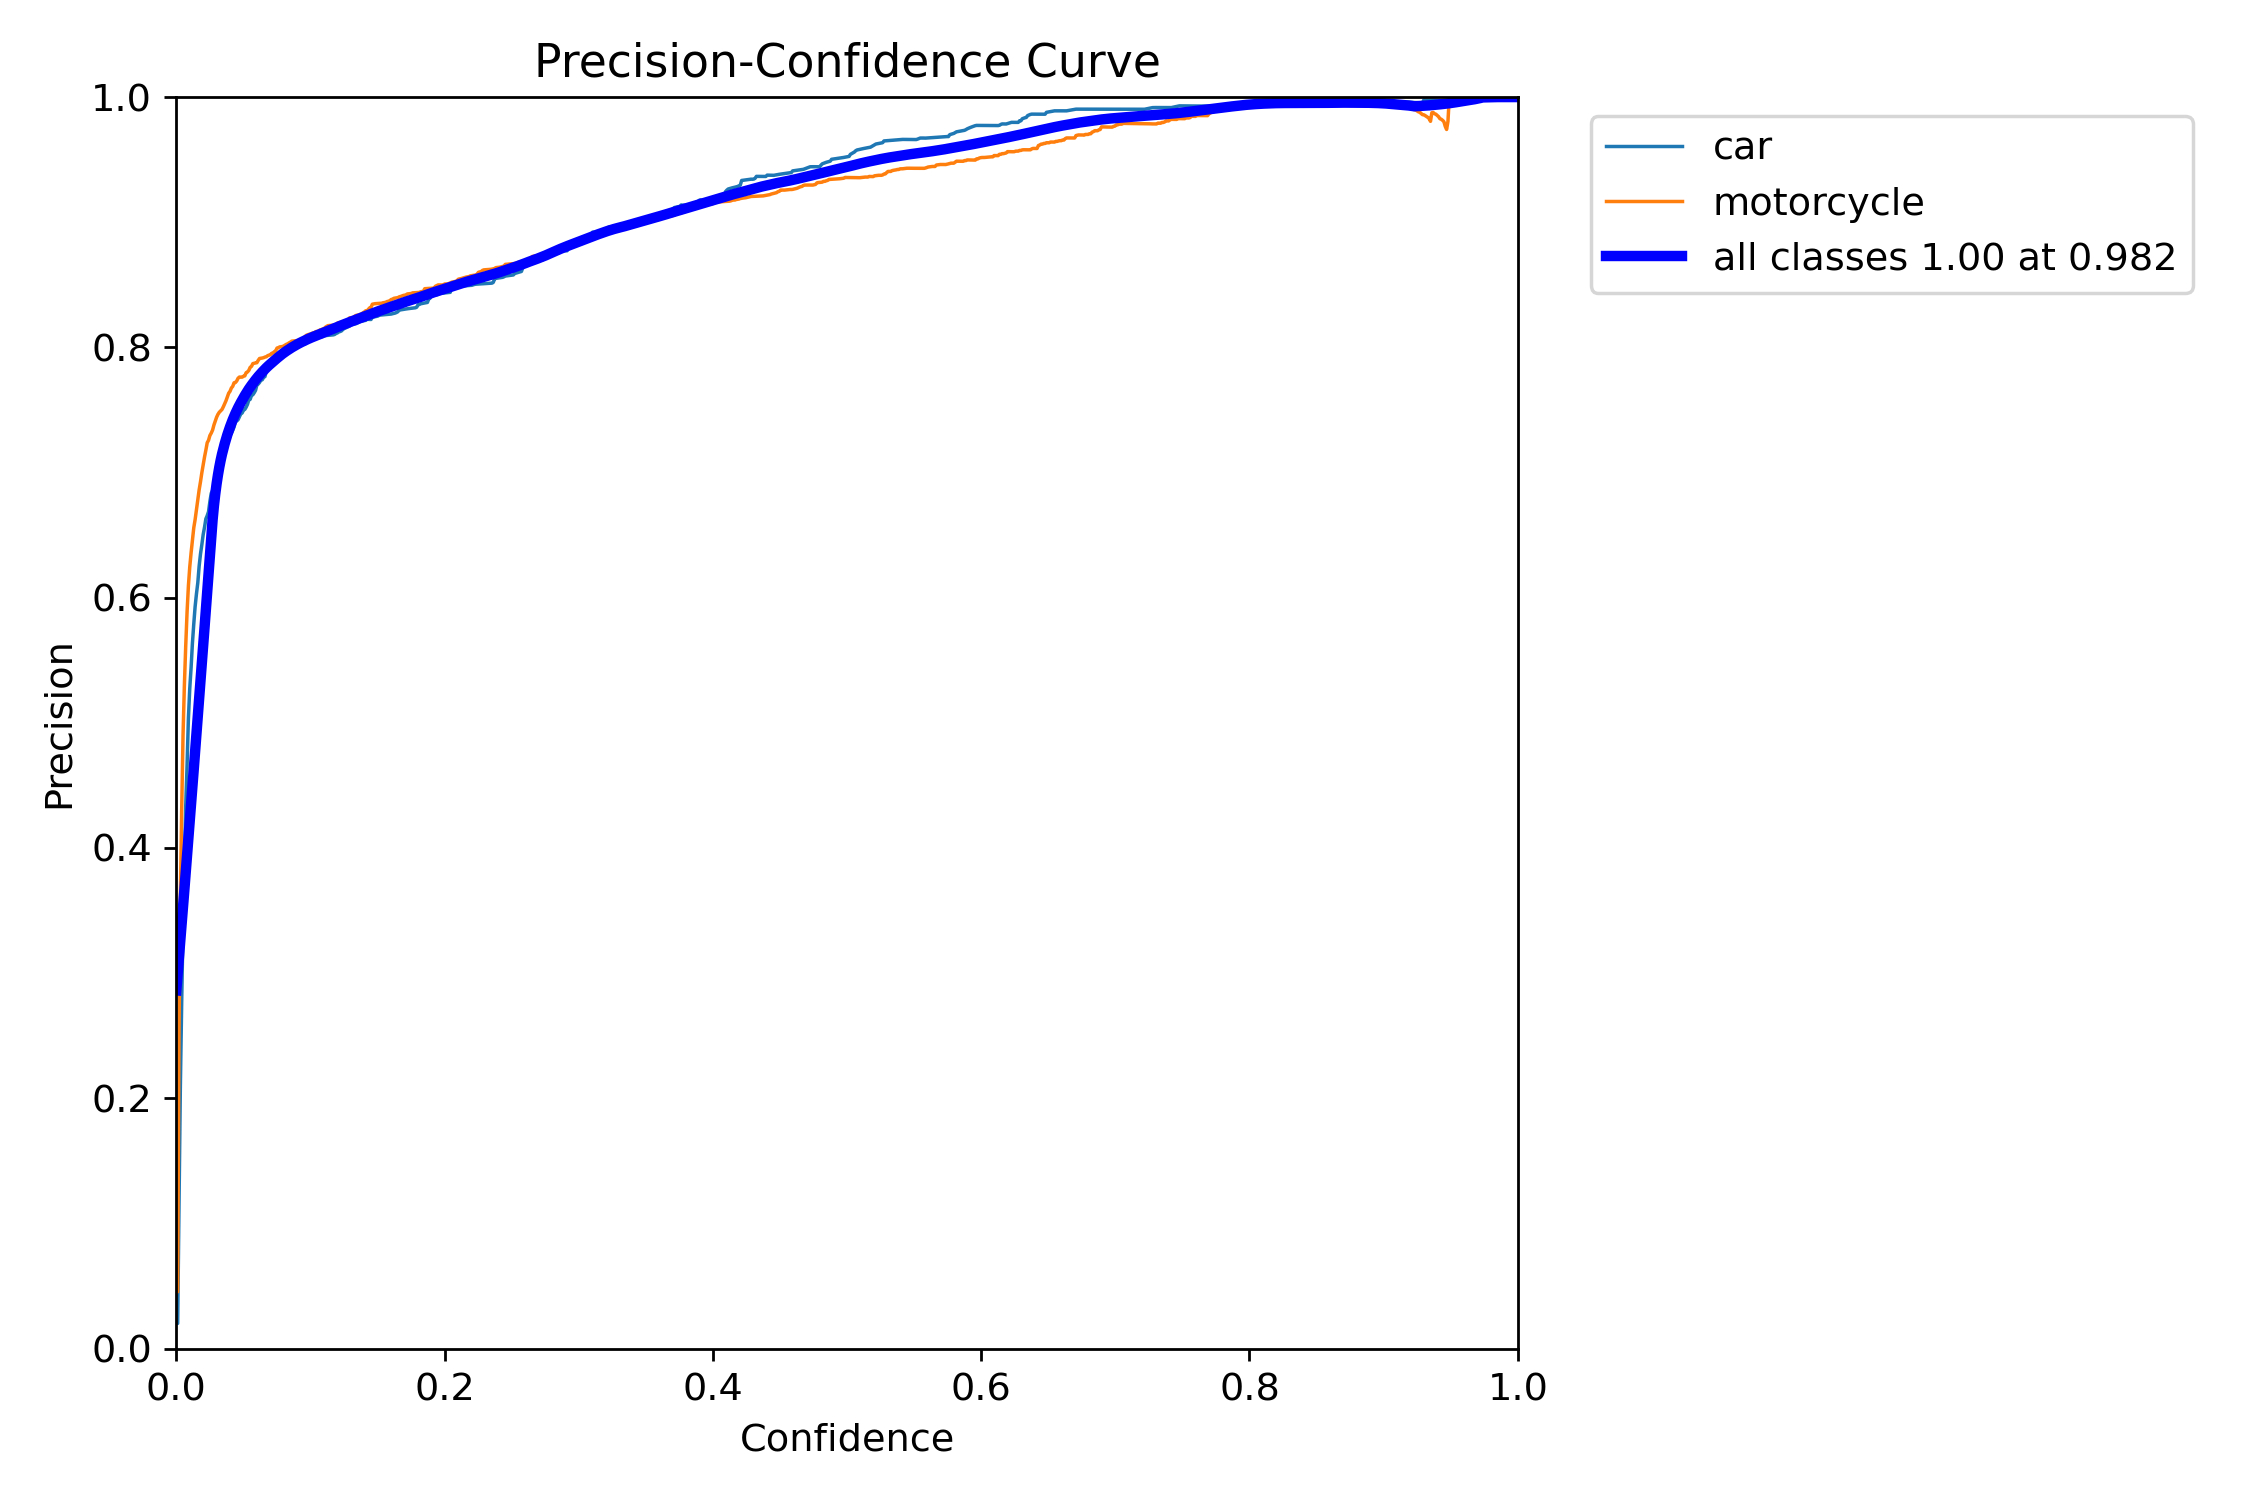 Precision-Confidence Curve
1.0
0.8
0.6
0.4
0.2
0.0
Precision
0.0 0.2 0.4 0.6 0.8 1.0
Confidence
car
motorcycle
all classes 1.00 at 0.982